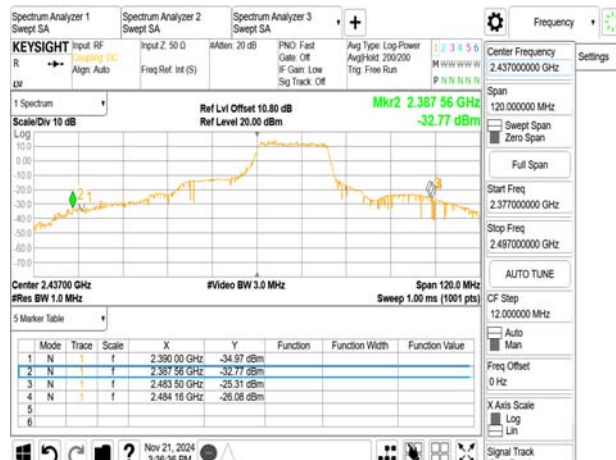 Spectrum Analyzer 1
Swept SA
Spectrum Analyzer 2
Swept SA
Spectrum Analyzer 3
Swept SA
+
Frequency
Settings
KEYSIGHT
Input: RF
Coupling: DC
Align: Auto
Input Z: 50 Ω
Freq Ref: Int (S)
#Atten: 20 dB
PNO: Fast
Gate: Off
IF Gain: Low
Sig Track: Off
Avg Type: Log-Power
Avg|Hold: 200/200
Trig: Free Run
1 2 3 4 5 6
M W W W W W
P N N N N N
R
1 Spectrum
Scale/Div 10 dB
Ref Lvl Offset 10.80 dB
Ref Level 20.00 dBm
Mkr2 2.387 56 GHz
-32.77 dBm
Log
10.0
0.00
-10.0
-20.0
-30.0
-40.0
-50.0
-60.0
-70.0
2
1
3
Center 2.43700 GHz
#Res BW 1.0 MHz
#Video BW 3.0 MHz
Span 120.0 MHz
Sweep 1.00 ms (1001 pts)
5 Marker Table
Mode Trace Scale X Y Function Function Width Function Value
1 N 1 f 2.390 00 GHz -34.97 dBm
2 N 1 f 2.387 56 GHz -32.77 dBm
3 N 1 f 2.483 50 GHz -25.31 dBm
4 N 1 f 2.484 16 GHz -26.08 dBm
5
6
Nov 21, 2024
Center Frequency
2.437000000 GHz
Span
120.000000 MHz
Swept Span
Zero Span
Full Span
Start Freq
2.377000000 GHz
Stop Freq
2.497000000 GHz
AUTO TUNE
CF Step
12.000000 MHz
Auto
Man
Freq Offset
0 Hz
X Axis Scale
Log
Lin
Signal Track